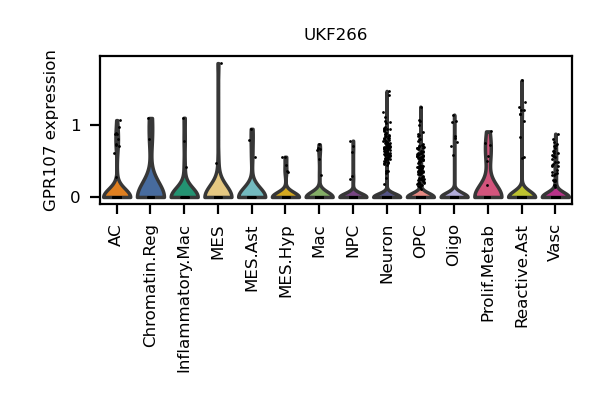 UKF266
GPR107 expression
1
0
AC
Chromatin.Reg
Inflammatory.Mac
MES
MES.Ast
MES.Hyp
Mac
NPC
Neuron
OPC
Oligo
Prolif.Metab
Reactive.Ast
Vasc